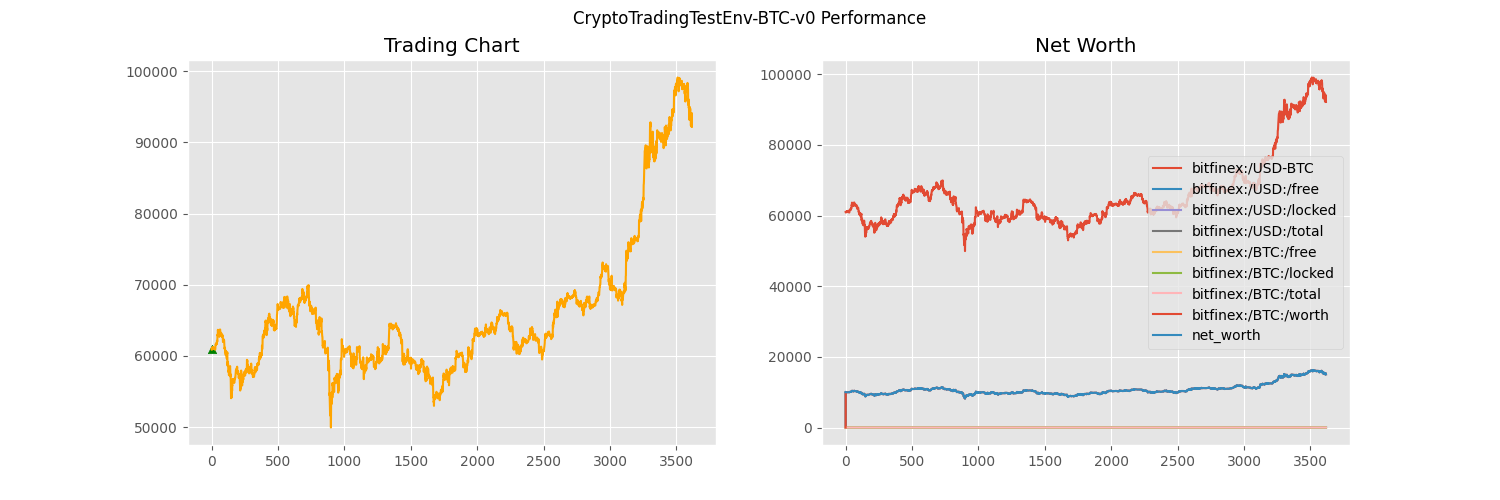 CryptoTradingTestEnv-BTC-v0 Performance
Trading Chart
100000
90000
80000
70000
60000
50000
0
500
1000
1500
2000
2500
3000
3500
Net Worth
100000
80000
60000
40000
20000
0
bitfinex:/USD-BTC
bitfinex:/USD:/free
bitfinex:/USD:/locked
bitfinex:/USD:/total
bitfinex:/BTC:/free
bitfinex:/BTC:/locked
bitfinex:/BTC:/total
bitfinex:/BTC:/worth
net_worth
0
500
1000
1500
2000
2500
3000
3500